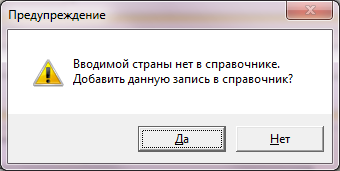 Предупреждение
Вводимой страны нет в справочнике.
Добавить данную запись в справочник?
Да
Нет